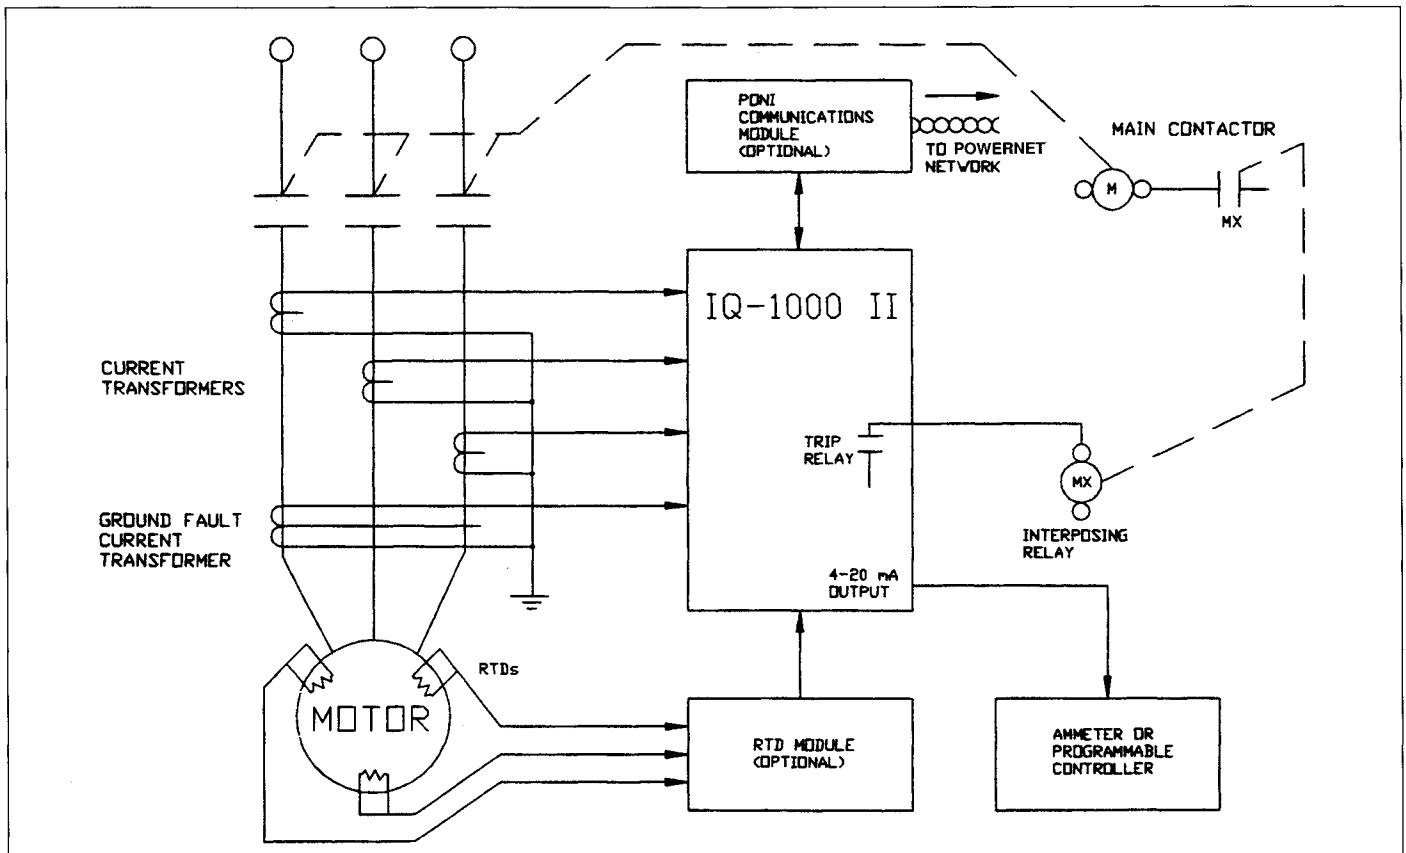 PONI
COMMUNICATIONS
MODULE
(OPTIONAL)
TO POWERNET
NETWORK
MAIN CONTACTOR
M
MX
IQ-1000 II
CURRENT
TRANSFORMERS
TRIP
RELAY
MX
INTERPOSING
RELAY
GROUND FAULT
CURRENT
TRANSFORMER
4-20 mA
OUTPUT
RTDs
MOTOR
RTD MODULE
(OPTIONAL)
AMMETER OR
PROGRAMMABLE
CONTROLLER